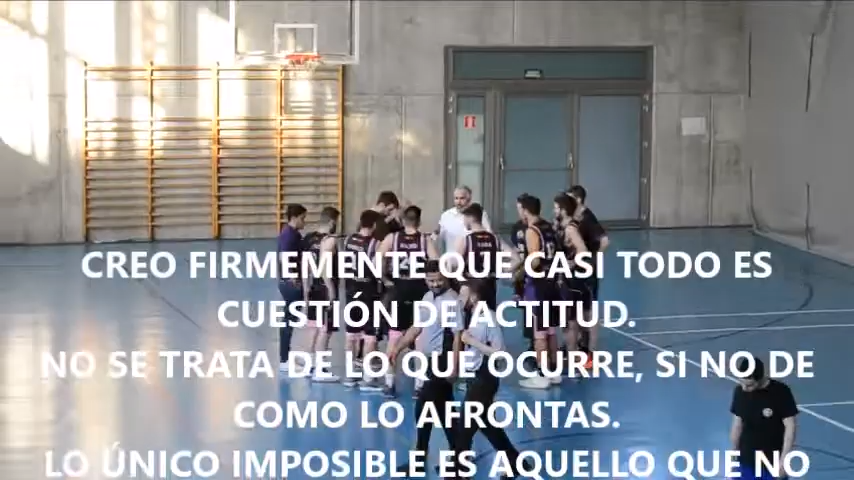 CREO FIRMEMENTE QUE CASI TODO ES
CUESTIÓN DE ACTITUD.
NO SE TRATA DE LO QUE OCURRE, SI NO DE
COMO LO AFRONTAS.
LO ÚNICO IMPOSIBLE ES AQUELLO QUE NO